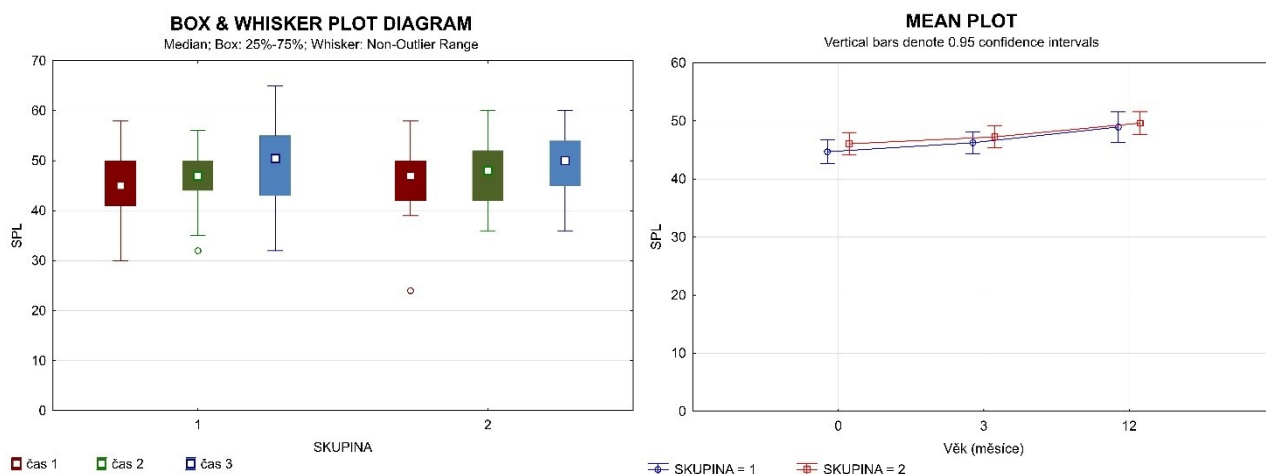 BOX & WHISKER PLOT DIAGRAM
Median; Box: 25%-75%; Whisker: Non-Outlier Range
70
60
50
40
30
20
10
0
SPL
1
2
SKUPINA
čas 1
čas 2
čas 3
MEAN PLOT
Vertical bars denote 0.95 confidence intervals
60
50
40
30
20
10
0
SPL
0
3
12
Věk (měsíce)
SKUPINA = 1
SKUPINA = 2